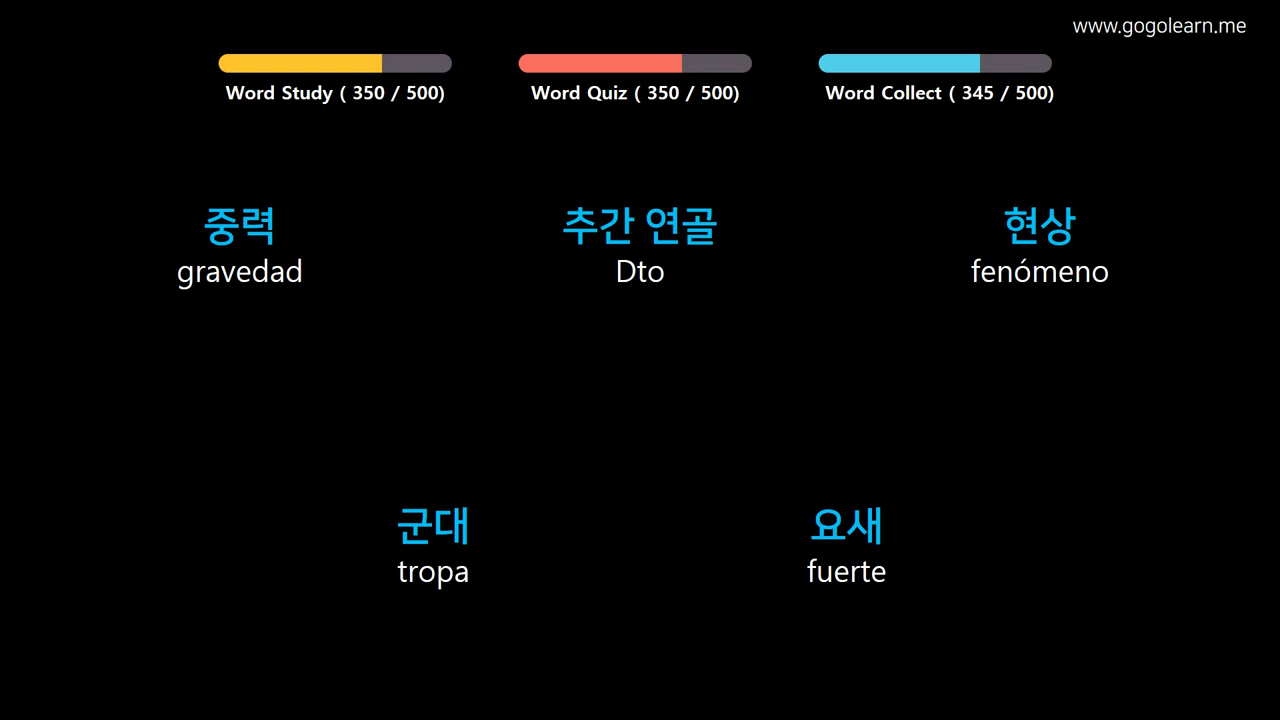 www.gogolearn.me
Word Study ( 350 / 500)
Word Quiz ( 350 / 500)
Word Collect ( 345 / 500)
중력
gravedad
추간 연골
Dto
현상
fenómeno
군대
tropa
요새
fuerte